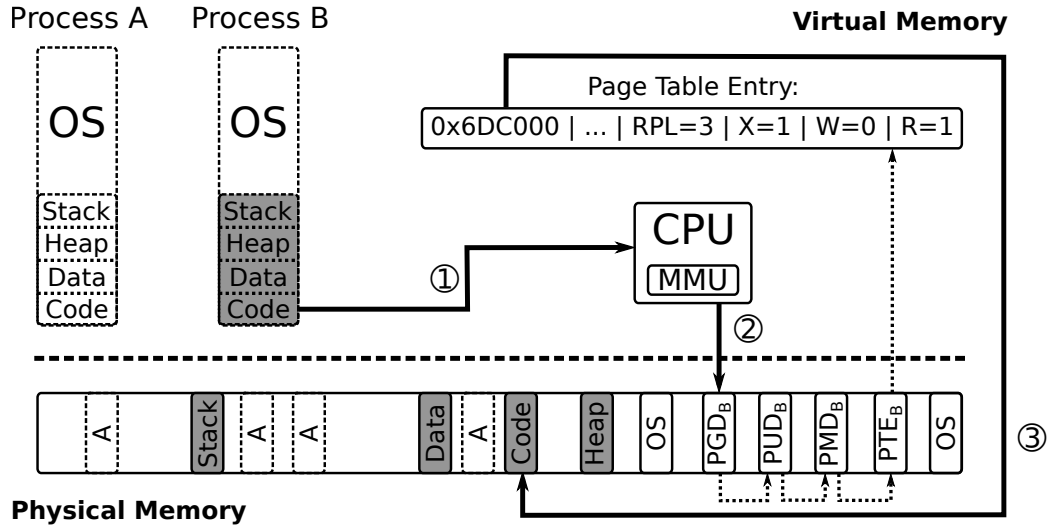 Process A
Process B
Virtual Memory
OS
Stack
Heap
Data
Code
OS
Stack
Heap
Data
Code
Page Table Entry:
0x6DC000 | ... | RPL=3 | X=1 | W=0 | R=1
①
CPU
MMU
②
A
Stack
A
A
Data
A
Code
Heap
OS
PGD_B
PUD_B
PMD_B
PTE_B
OS
③
Physical Memory